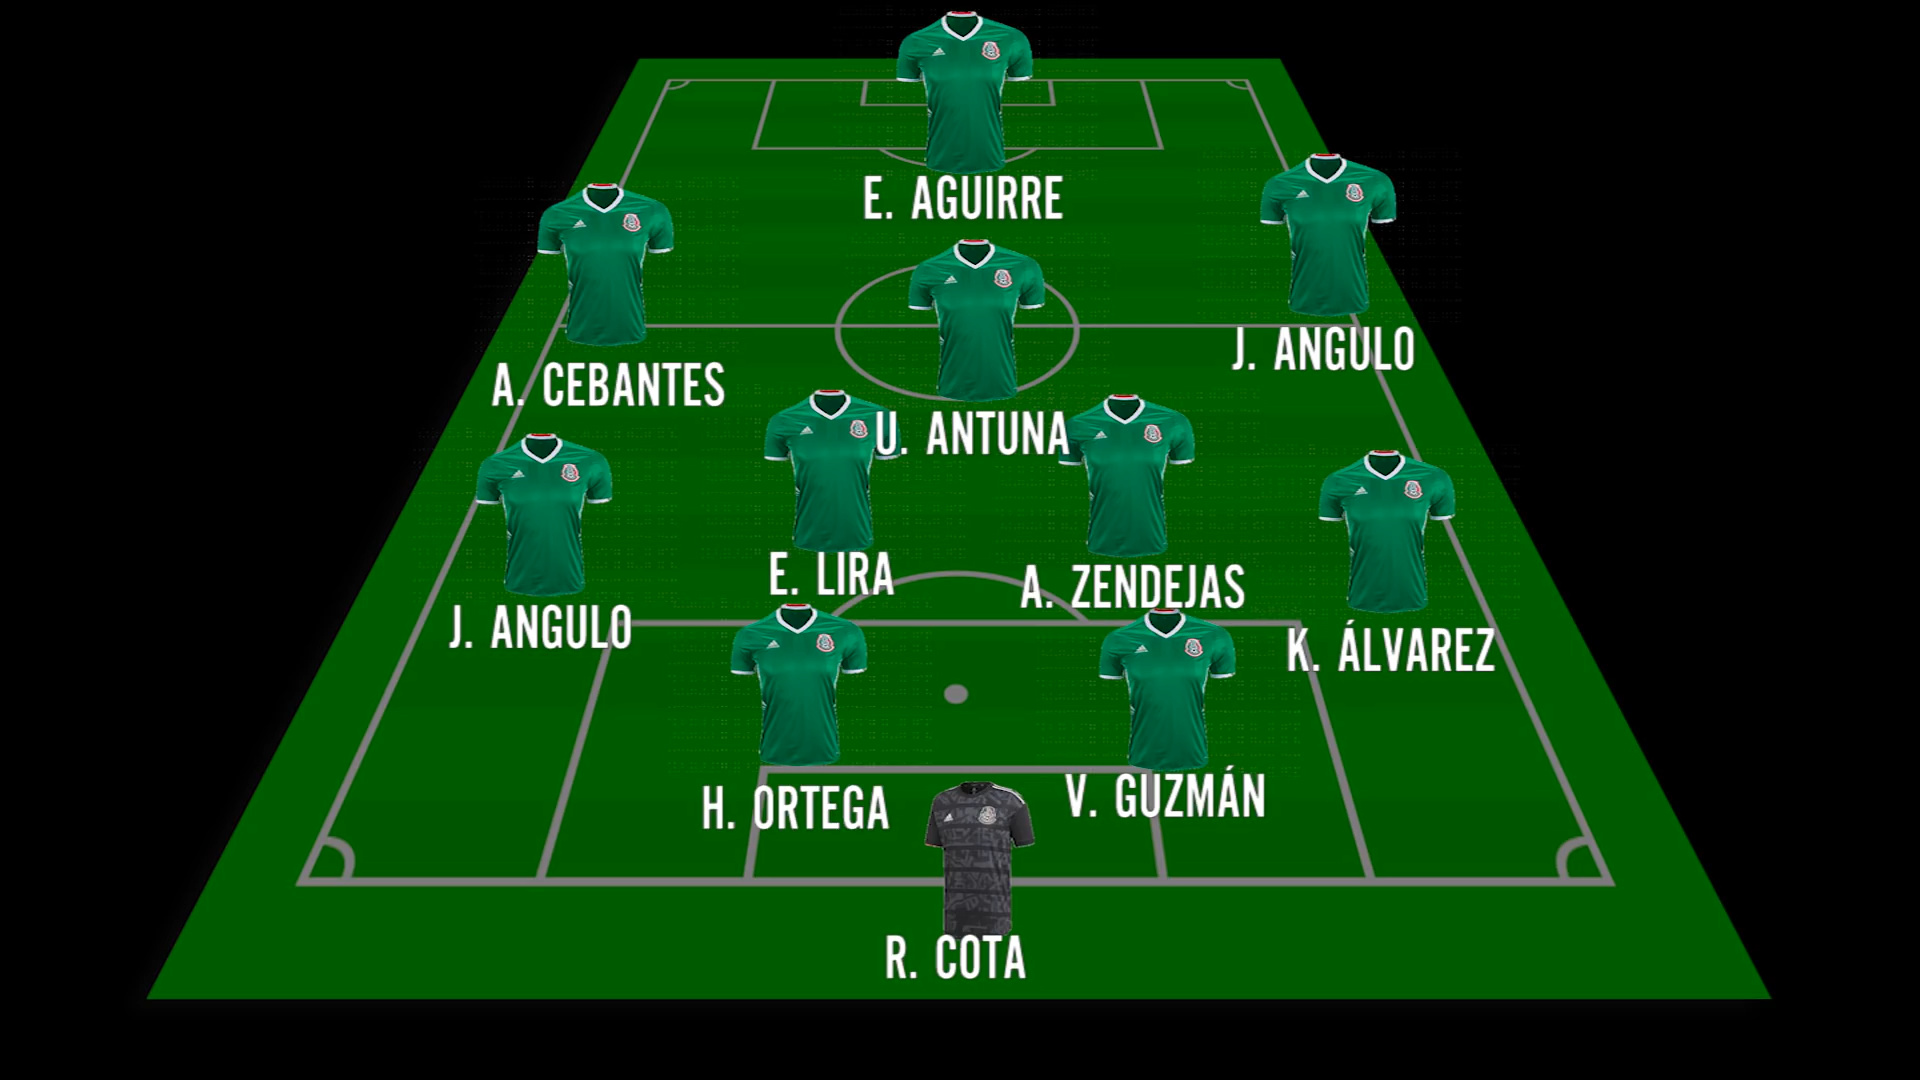 E. AGUIRRE
J. ANGULO
A. CEBANTES
U. ANTUNA
E. LIRA
A. ZENDEJAS
J. ANGULO
K. ÁLVAREZ
H. ORTEGA
V. GUZMÁN
R. COTA